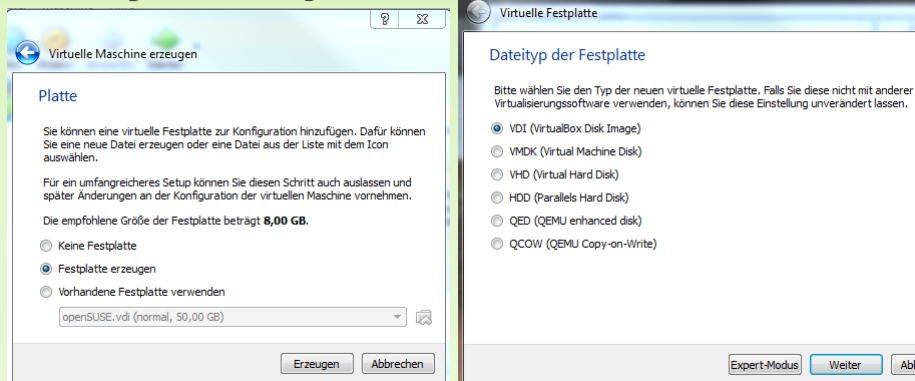 Virtuelle Maschine erzeugen
Platte
Sie können eine virtuelle Festplatte zur Konfiguration hinzufügen. Dafür können
Sie eine neue Datei erzeugen oder eine Datei aus der Liste mit dem Icon
auswählen.
Für ein umfangreicheres Setup können Sie diesen Schritt auch auslassen und
später Änderungen an der Konfiguration der virtuellen Maschine vornehmen.
Die empfohlene Größe der Festplatte beträgt 8,00 GB.
Keine Festplatte
Festplatte erzeugen
Vorhandene Festplatte verwenden
openSUSE.vdi (normal, 50,00 GB)
Erzeugen
Abbrechen
Virtuelle Festplatte
Dateityp der Festplatte
Bitte wählen Sie den Typ der neuen virtuelle Festplatte. Falls Sie diese nicht mit anderer
Virtualisierungssoftware verwenden, können Sie diese Einstellung unverändert lassen.
VDI (VirtualBox Disk Image)
VMDK (Virtual Machine Disk)
VHD (Virtual Hard Disk)
HDD (Parallels Hard Disk)
QED (QEMU enhanced disk)
QCOW (QEMU Copy-on-Write)
Expert-Modus
Weiter